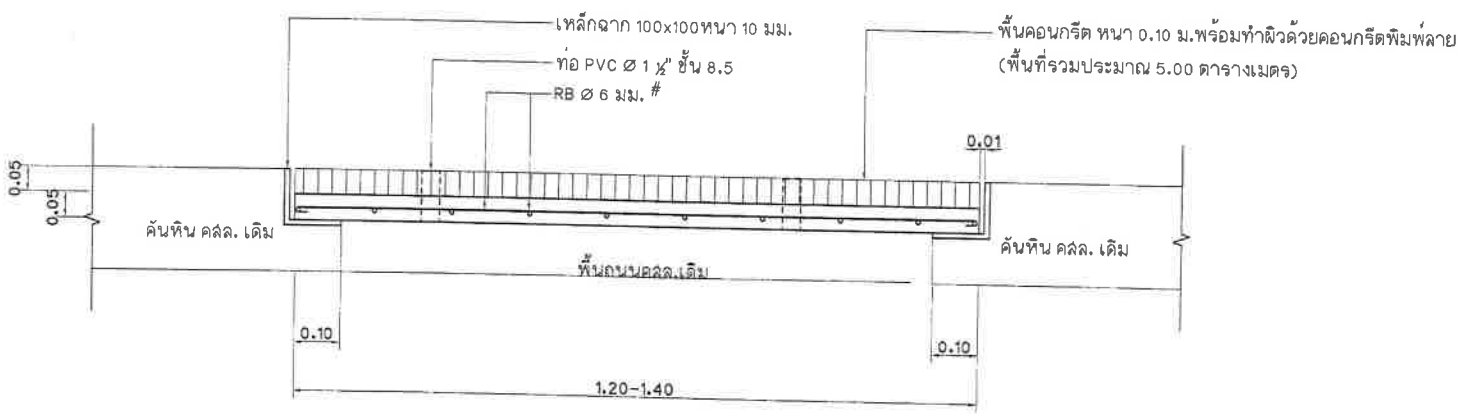 เหล็กฉาก 100x100หนา 10 มม.
ท่อ PVC Ø 1 ½" ชั้น 8.5
RB Ø 6 มม. #
พื้นคอนกรีต หนา 0.10 ม.พร้อมทำผิวด้วยคอนกรีตพิมพ์ลาย
(พื้นที่รวมประมาณ 5.00 ตารางเมตร)
0.01
0.05
0.05
คันหิน คสล. เดิม
คันหิน คสล. เดิม
พื้นถนนคสล.เดิม
0.10
0.10
1.20-1.40